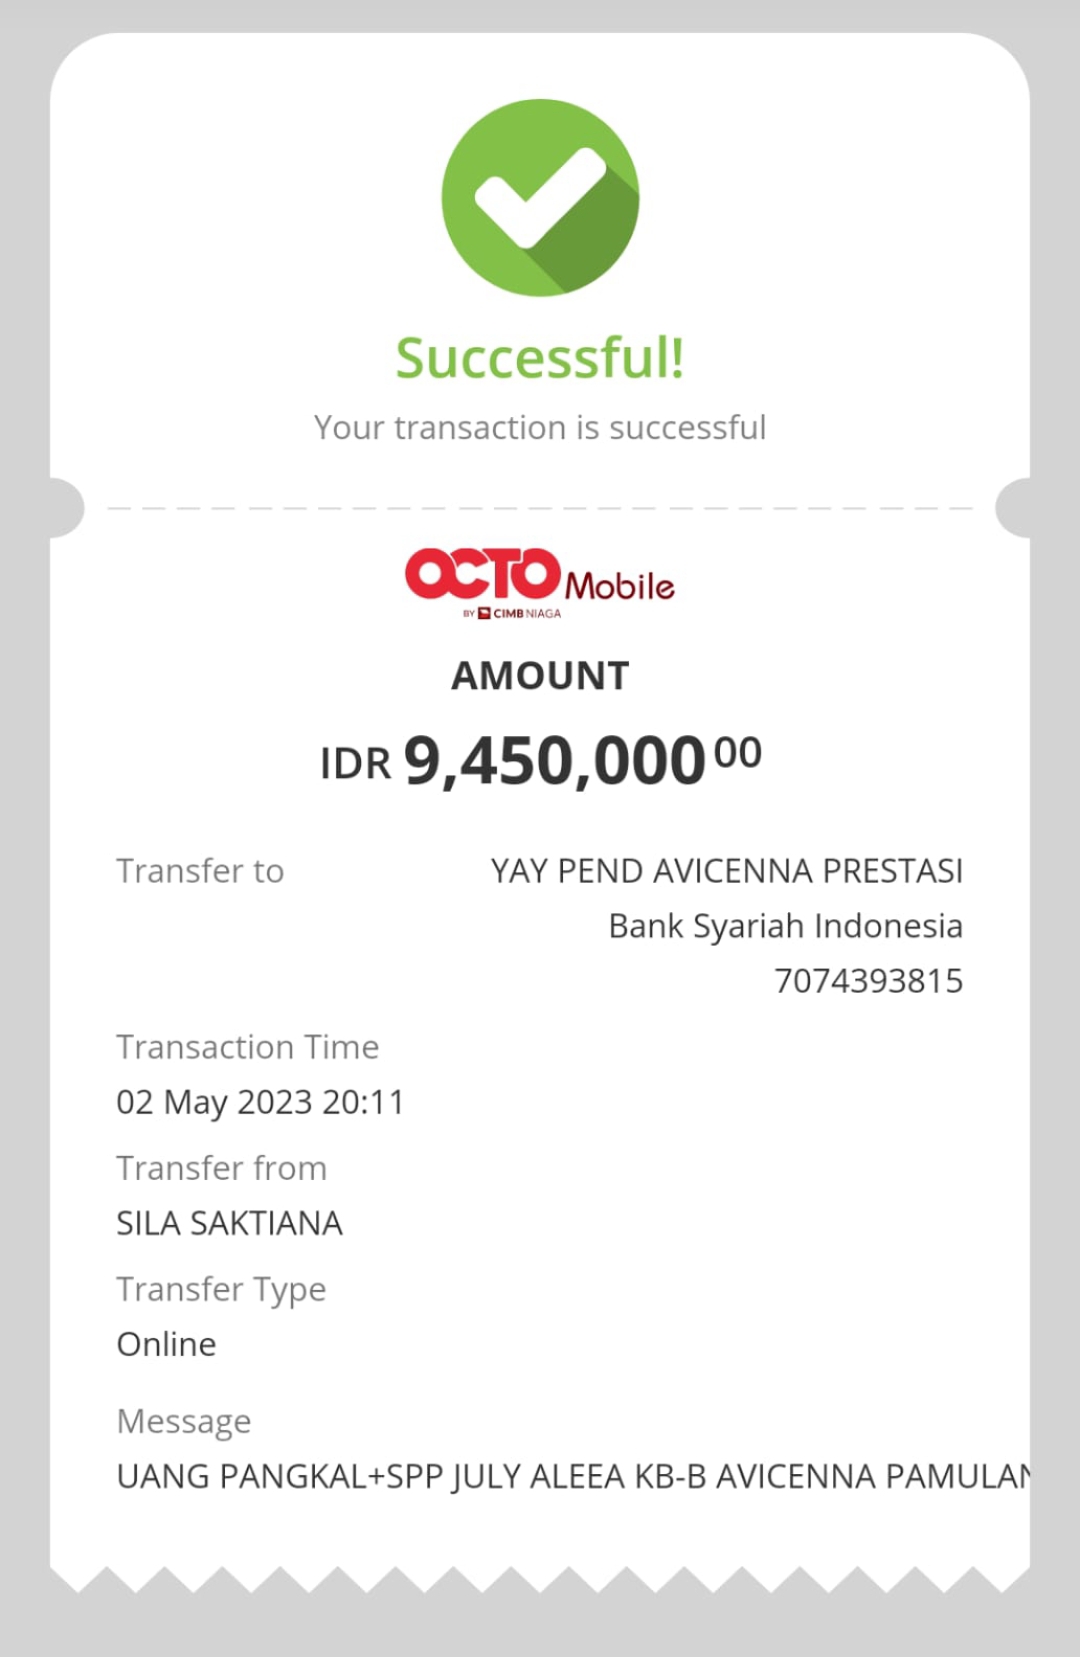 Successful!
Your transaction is successful
OCTO Mobile
BY CIMB NIAGA
AMOUNT
IDR 9,450,000 00
Transfer to YAY PEND AVICENNA PRESTASI
Bank Syariah Indonesia
7074393815
Transaction Time
02 May 2023 20:11
Transfer from
SILA SAKTIANA
Transfer Type
Online
Message
UANG PANGKAL+SPP JULY ALEEA KB-B AVICENNA PAMULAN